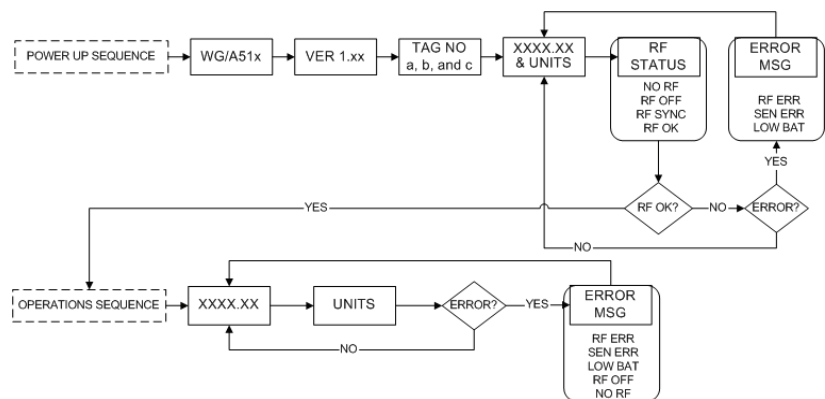 POWER UP SEQUENCE
WG/A51x
VER 1.xx
TAG NO
a, b, and c
XXXX.XX
& UNITS
RF
STATUS
NO RF
RF OFF
RF SYNC
RF OK
ERROR
MSG
RF ERR
SEN ERR
LOW BAT
YES
RF OK?
NO
ERROR?
YES
NO
OPERATIONS SEQUENCE
XXXX.XX
UNITS
ERROR?
YES
NO
ERROR
MSG
RF ERR
SEN ERR
LOW BAT
RF OFF
NO RF